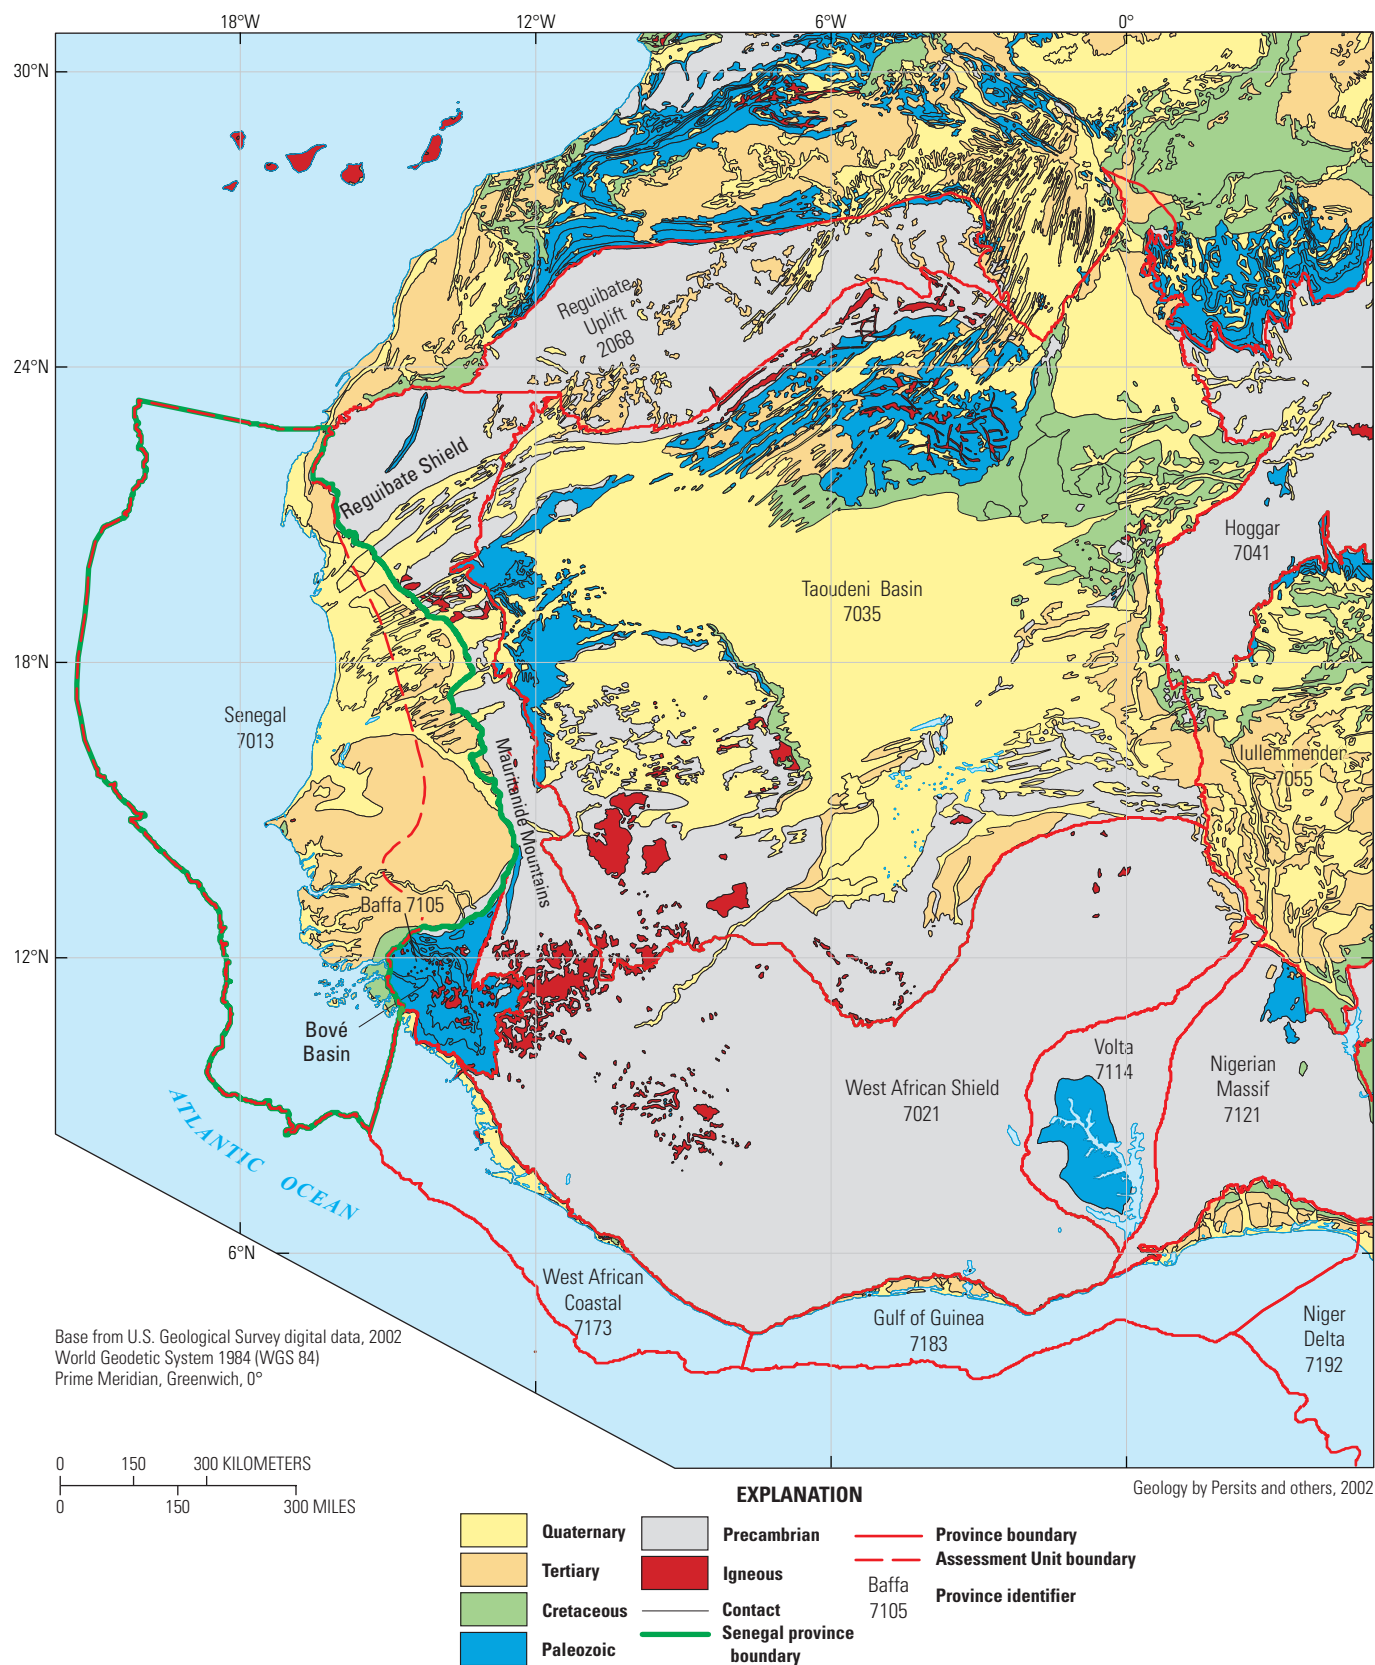 18°W
12°W
6°W
0°
30°N
24°N
18°N
12°N
6°N
Reguibate
Uplift
2068
Reguibate Shield
Hoggar
7041
Taoudeni Basin
7035
Senegal
7013
Mauritanide Mountains
Iullemmenden
7055
Baffa 7105
Bové
Basin
Volta
7114
West African Shield
7021
Nigerian
Massif
7121
ATLANTIC OCEAN
West African
Coastal
7173
Gulf of Guinea
7183
Niger
Delta
7192
Base from U.S. Geological Survey digital data, 2002
World Geodetic System 1984 (WGS 84)
Prime Meridian, Greenwich, 0°
0 150 300 KILOMETERS
0 150 300 MILES
Geology by Persits and others, 2002
EXPLANATION
Quaternary
Tertiary
Cretaceous
Paleozoic
Precambrian
Igneous
Contact
Senegal province
boundary
Province boundary
Assessment Unit boundary
Baffa
7105
Province identifier